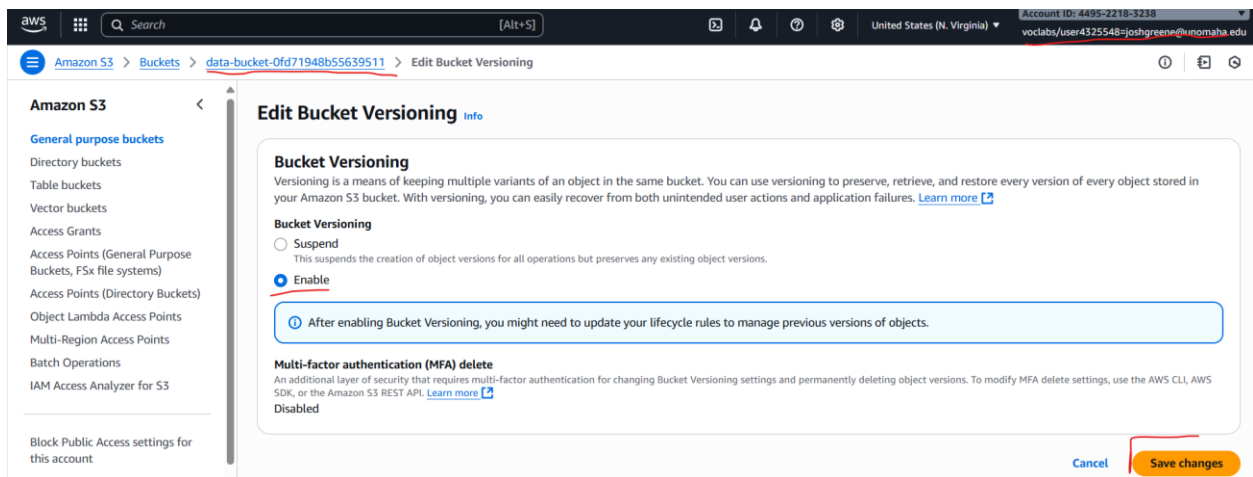 aws
Search
[Alt+S]
United States (N. Virginia)
Account ID: 4495-2218-3238
voclabs/user4325548=joshgreene@unomaha.edu
Amazon S3 > Buckets > data-bucket-0fd71948b55639511 > Edit Bucket Versioning
Amazon S3
General purpose buckets
Directory buckets
Table buckets
Vector buckets
Access Grants
Access Points (General Purpose
Buckets, FSx file systems)
Access Points (Directory Buckets)
Object Lambda Access Points
Multi-Region Access Points
Batch Operations
IAM Access Analyzer for S3
Block Public Access settings for
this account
Edit Bucket Versioning Info
Bucket Versioning
Versioning is a means of keeping multiple variants of an object in the same bucket. You can use versioning to preserve, retrieve, and restore every version of every object stored in
your Amazon S3 bucket. With versioning, you can easily recover from both unintended user actions and application failures. Learn more
Bucket Versioning
Suspend
This suspends the creation of object versions for all operations but preserves any existing object versions.
Enable
After enabling Bucket Versioning, you might need to update your lifecycle rules to manage previous versions of objects.
Multi-factor authentication (MFA) delete
An additional layer of security that requires multi-factor authentication for changing Bucket Versioning settings and permanently deleting object versions. To modify MFA delete settings, use the AWS CLI, AWS
SDK, or the Amazon S3 REST API. Learn more
Disabled
Cancel
Save changes